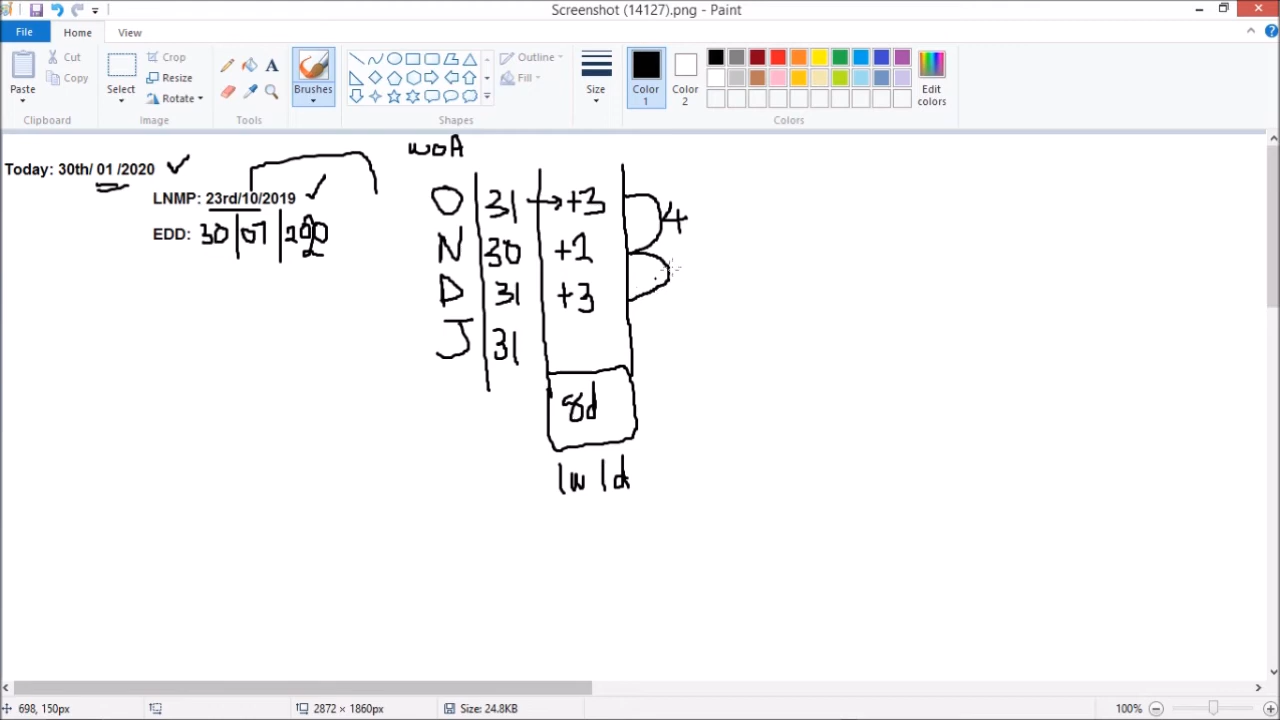 Screenshot (14127).png - Paint
File Home View
Paste
Cut
Copy
Clipboard
Select
Crop
Resize
Rotate
Image
Tools
Brushes
Shapes
Outline
Fill
Size
Color 1
Color 2
Edit colors
Colors
WOA
Today: 30th/ 01 /2020
LNMP: 23rd/10/2019
EDD: 30 07
O 31 +3
4
N 30 +2
D 31 +3
J 31
8d
1w 1d
698, 150px
2872 × 1860px
Size: 24.8KB
100%